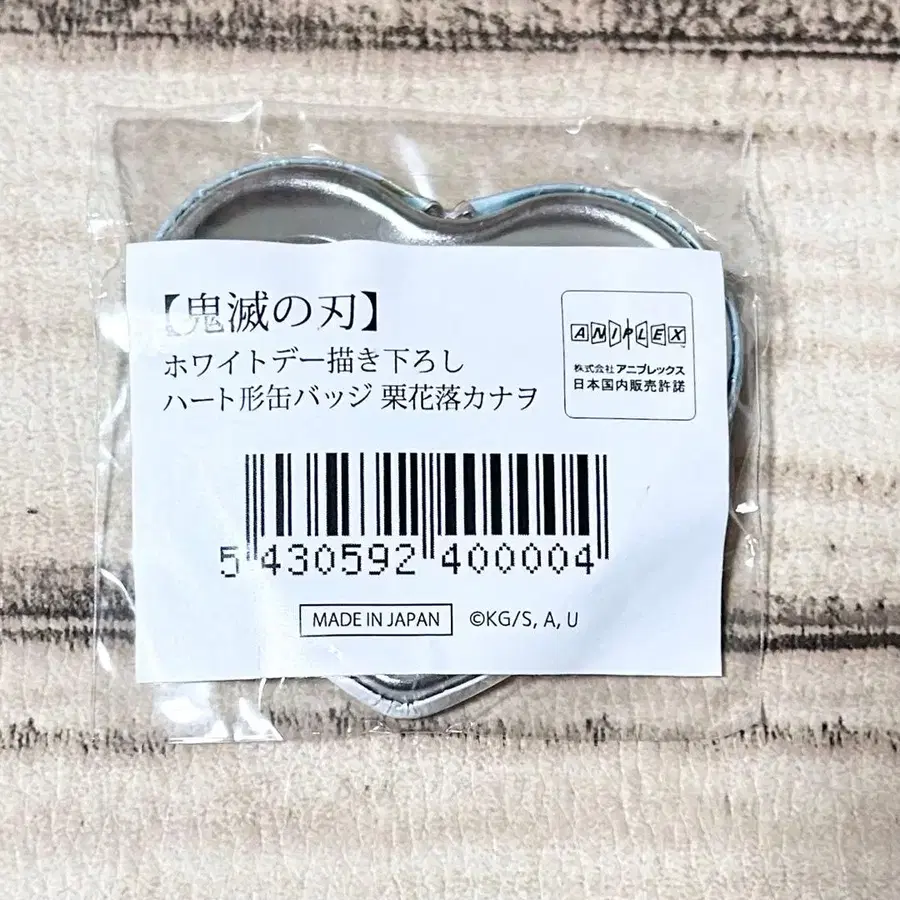 【鬼滅の刃】
ホワイトデー描き下ろし
ハート形缶バッジ 栗花落カナヲ
ANIPLEX
株式会社 アニプレックス
日本国内販売許諾
5 430592 400004
MADE IN JAPAN ©KG/S, A, U